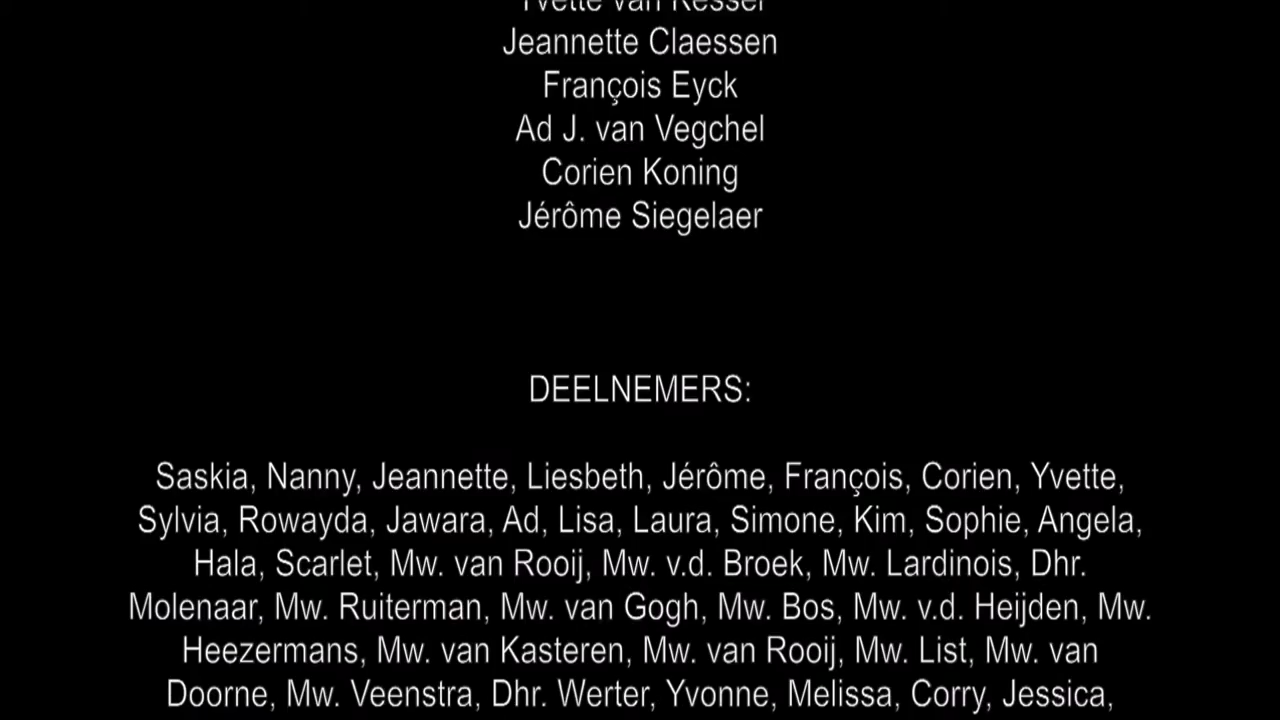 Yvette van Kessel
Jeannette Claessen
François Eyck
Ad J. van Vegchel
Corien Koning
Jérôme Siegelaer
DEELNEMERS:
Saskia, Nanny, Jeannette, Liesbeth, Jérôme, François, Corien, Yvette,
Sylvia, Rowayda, Jawara, Ad, Lisa, Laura, Simone, Kim, Sophie, Angela,
Hala, Scarlet, Mw. van Rooij, Mw. v.d. Broek, Mw. Lardinois, Dhr.
Molenaar, Mw. Ruiterman, Mw. van Gogh, Mw. Bos, Mw. v.d. Heijden, Mw.
Heezermans, Mw. van Kasteren, Mw. van Rooij, Mw. List, Mw. van
Doorne, Mw. Veenstra, Dhr. Werter, Yvonne, Melissa, Corry, Jessica,